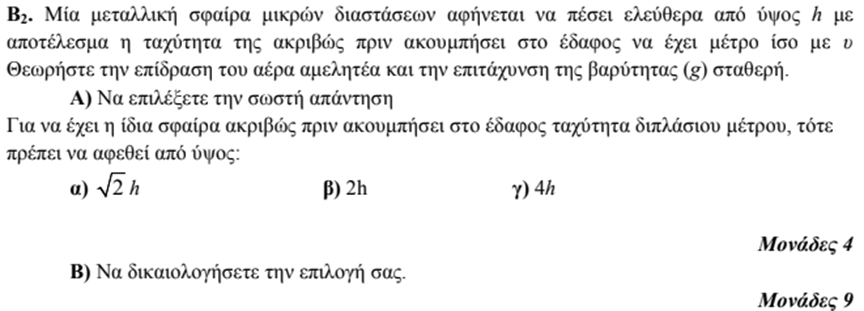 Β₂. Μία μεταλλική σφαίρα μικρών διαστάσεων αφήνεται να πέσει ελεύθερα από ύψος h με
αποτέλεσμα η ταχύτητα της ακριβώς πριν ακουμπήσει στο έδαφος να έχει μέτρο ίσο με υ
Θεωρήστε την επίδραση του αέρα αμελητέα και την επιτάχυνση της βαρύτητας (g) σταθερή.
Α) Να επιλέξετε την σωστή απάντηση
Για να έχει η ίδια σφαίρα ακριβώς πριν ακουμπήσει στο έδαφος ταχύτητα διπλάσιου μέτρου, τότε
πρέπει να αφεθεί από ύψος:
α) √2 h β) 2h γ) 4h
Μονάδες 4
Β) Να δικαιολογήσετε την επιλογή σας.
Μονάδες 9